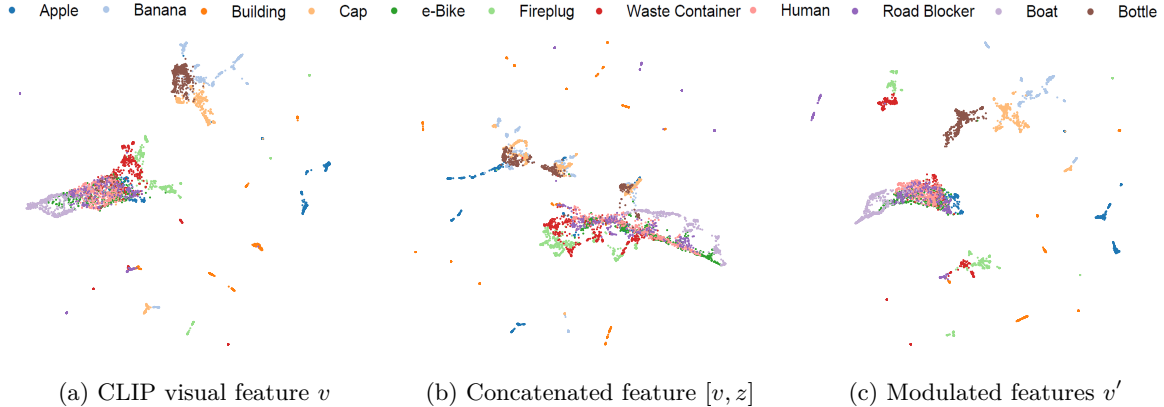 Apple Banana Building Cap e-Bike Fireplug Waste Container Human Road Blocker Boat Bottle
(a) CLIP visual feature v (b) Concatenated feature [v, z] (c) Modulated features v′